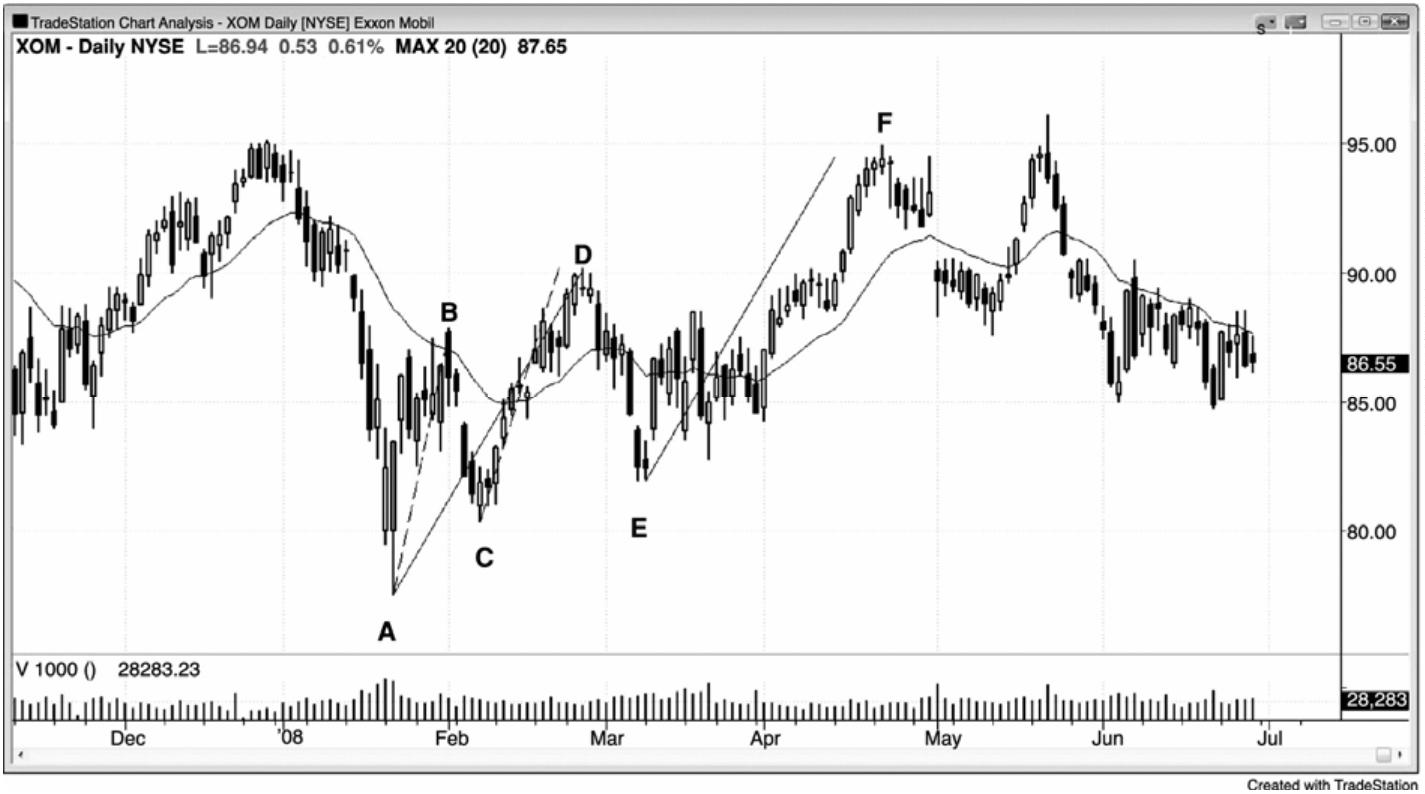 TradeStation Chart Analysis - XOM Daily [NYSE] Exxon Mobil
S
XOM - Daily NYSE L=86.94 0.53 0.61% MAX 20 (20) 87.65
F
95.00
D
90.00
B
86.55
85.00
E
80.00
C
A
V 1000 () 28283.23
28,283
Dec '08 Feb Mar Apr May Jun Jul
Created with TradeStation